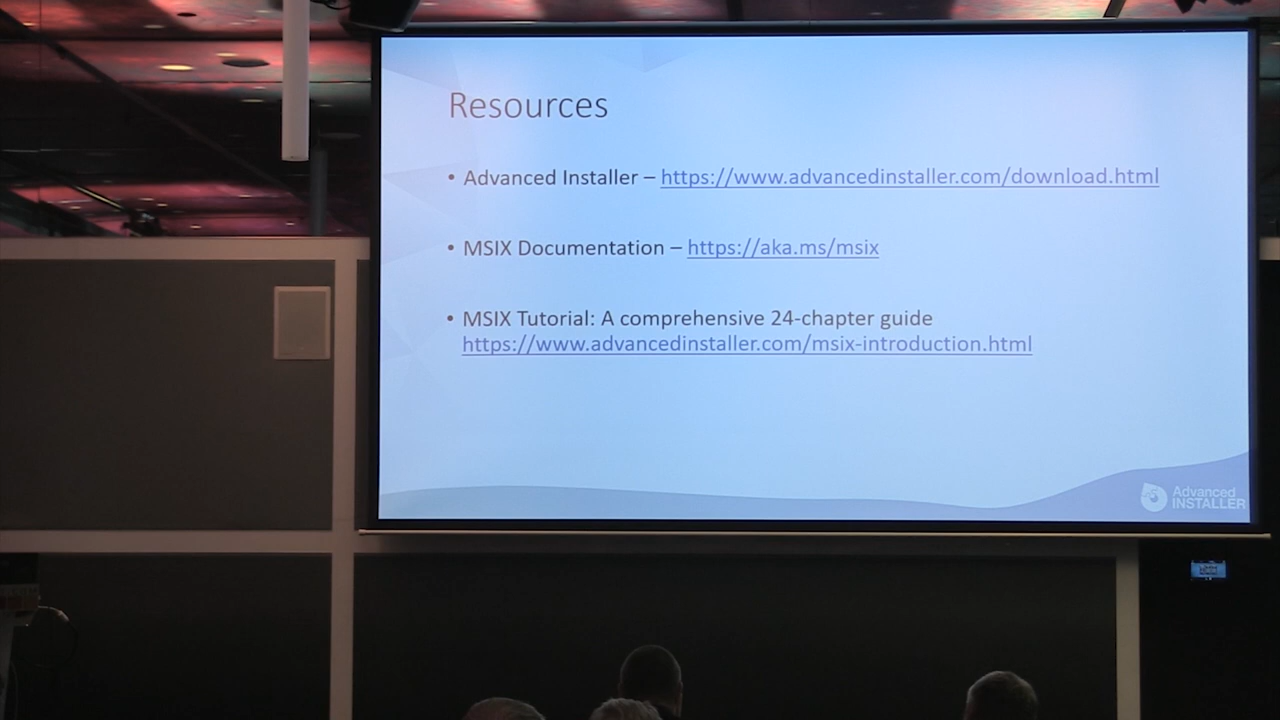 Resources
• Advanced Installer – https://www.advancedinstaller.com/download.html
• MSIX Documentation – https://aka.ms/msix
• MSIX Tutorial: A comprehensive 24-chapter guide
https://www.advancedinstaller.com/msix-introduction.html
Advanced
INSTALLER